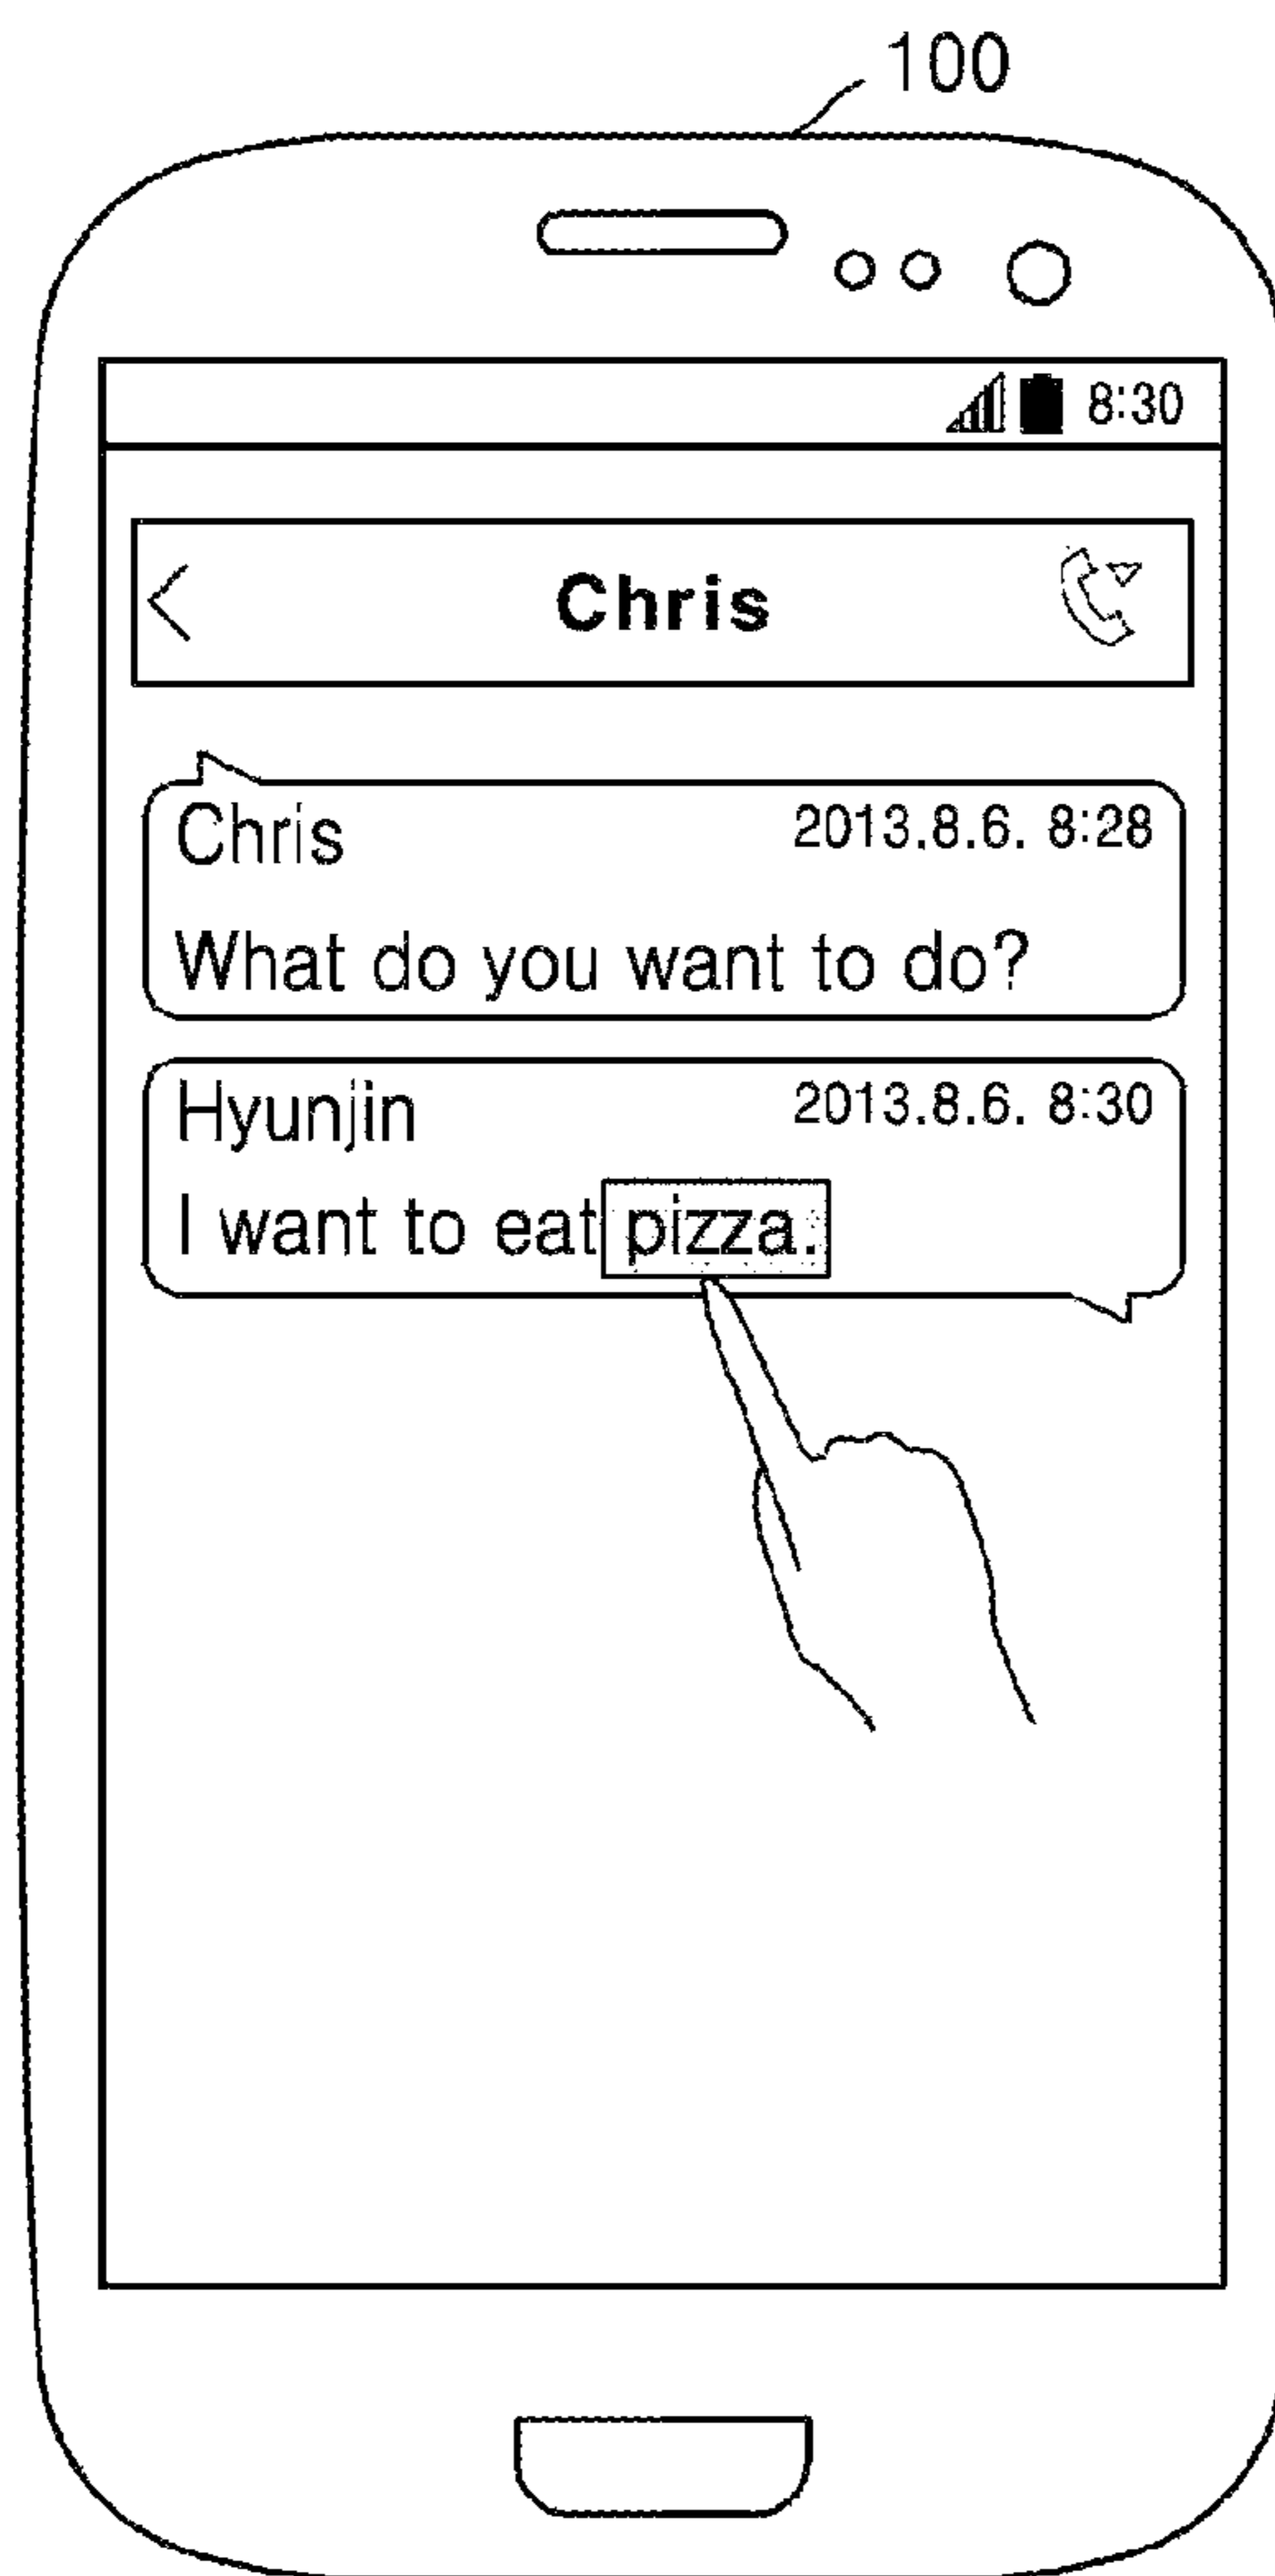 100
8:30
Chris
Chris 2013.8.6. 8:28
What do you want to do?
Hyunjin 2013.8.6. 8:30
I want to eat pizza.